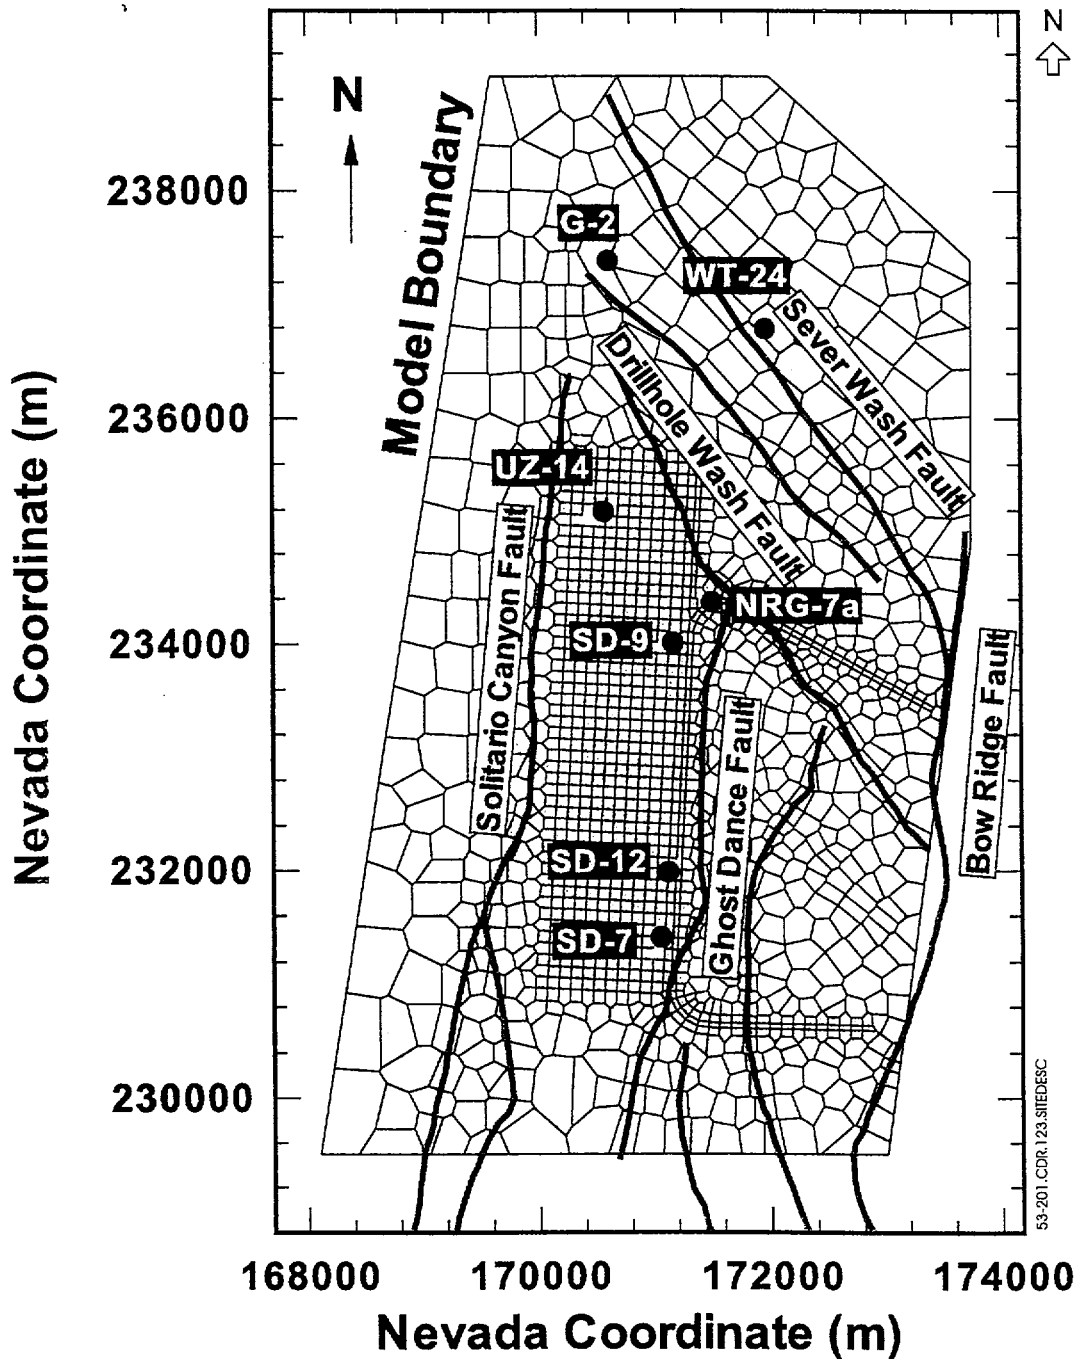 N
N
Model Boundary
238000
G-2
WT-24
Sever Wash Fault
Drillhole Wash Fault
236000
UZ-14
Solitario Canyon Fault
NRG-7a
SD-9
234000
Ghost Dance Fault
Bow Ridge Fault
SD-12
232000
SD-7
230000
Nevada Coordinate (m)
168000 170000 172000 174000
Nevada Coordinate (m)
53-201.CDR.123.SITEDESC